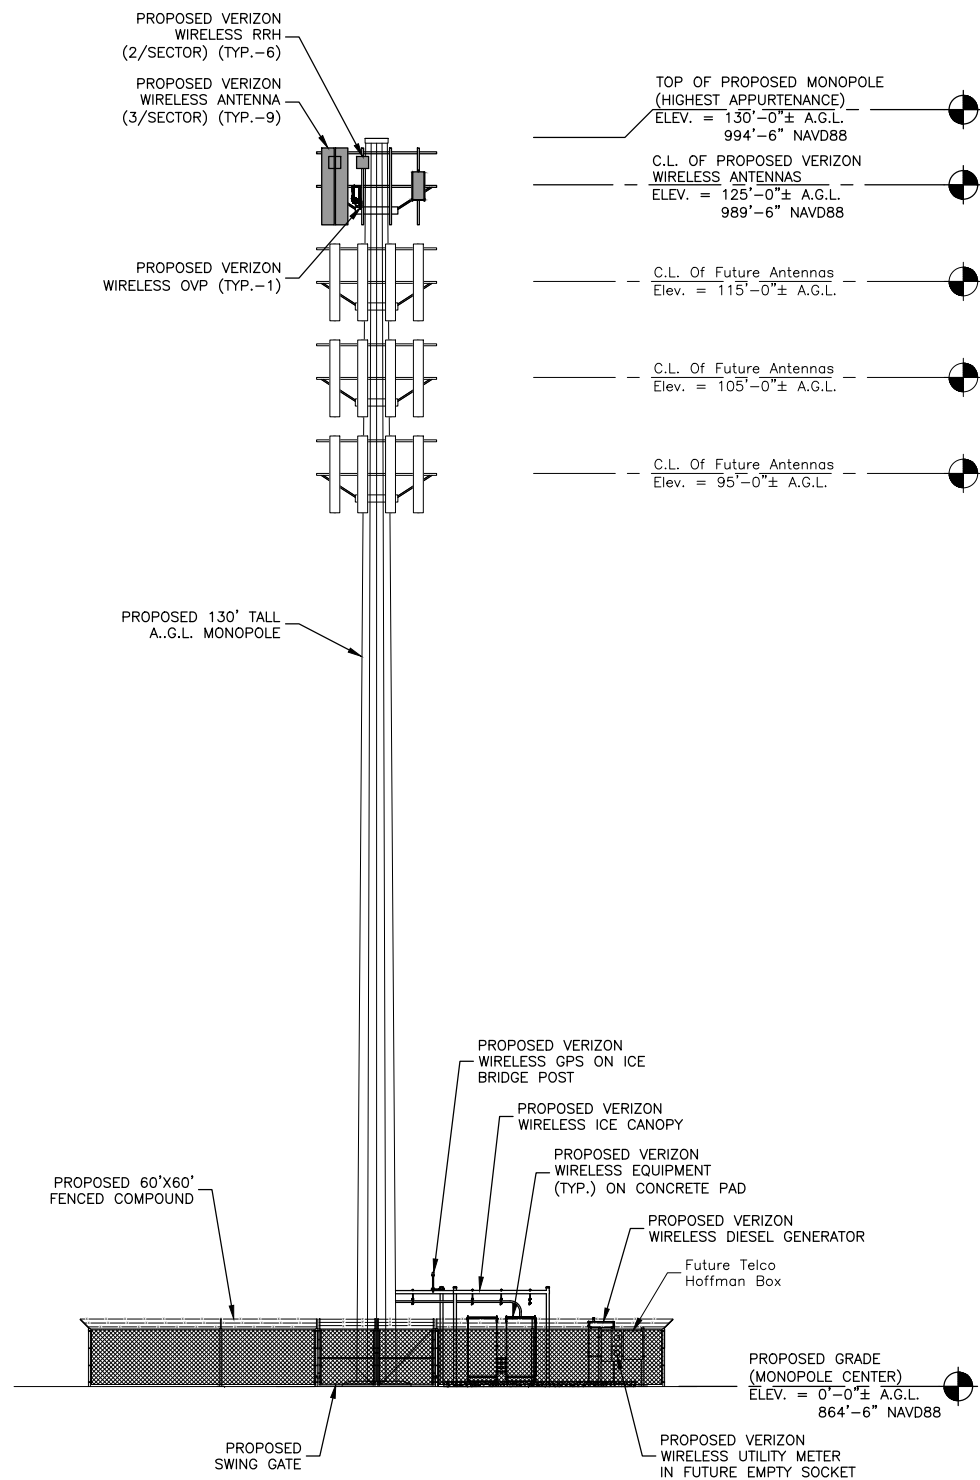 PROPOSED VERIZON
WIRELESS RRH
(2/SECTOR) (TYP.-6)
PROPOSED VERIZON
WIRELESS ANTENNA
(3/SECTOR) (TYP.-9)
TOP OF PROPOSED MONOPOLE
(HIGHEST APPURTENANCE)
ELEV. = 130'-0"± A.G.L.
994'-6" NAVD88
C.L. OF PROPOSED VERIZON
WIRELESS ANTENNAS
ELEV. = 125'-0"± A.G.L.
989'-6" NAVD88
PROPOSED VERIZON
WIRELESS OVP (TYP.-1)
C.L. Of Future Antennas
Elev. = 115'-0"± A.G.L.
C.L. Of Future Antennas
Elev. = 105'-0"± A.G.L.
C.L. Of Future Antennas
Elev. = 95'-0"± A.G.L.
PROPOSED 130' TALL
A..G.L. MONOPOLE
PROPOSED VERIZON
WIRELESS GPS ON ICE
BRIDGE POST
PROPOSED VERIZON
WIRELESS ICE CANOPY
PROPOSED VERIZON
WIRELESS EQUIPMENT
(TYP.) ON CONCRETE PAD
PROPOSED 60'X60'
FENCED COMPOUND
PROPOSED VERIZON
WIRELESS DIESEL GENERATOR
Future Telco
Hoffman Box
PROPOSED GRADE
(MONOPOLE CENTER)
ELEV. = 0'-0"± A.G.L.
864'-6" NAVD88
PROPOSED
SWING GATE
PROPOSED VERIZON
WIRELESS UTILITY METER
IN FUTURE EMPTY SOCKET